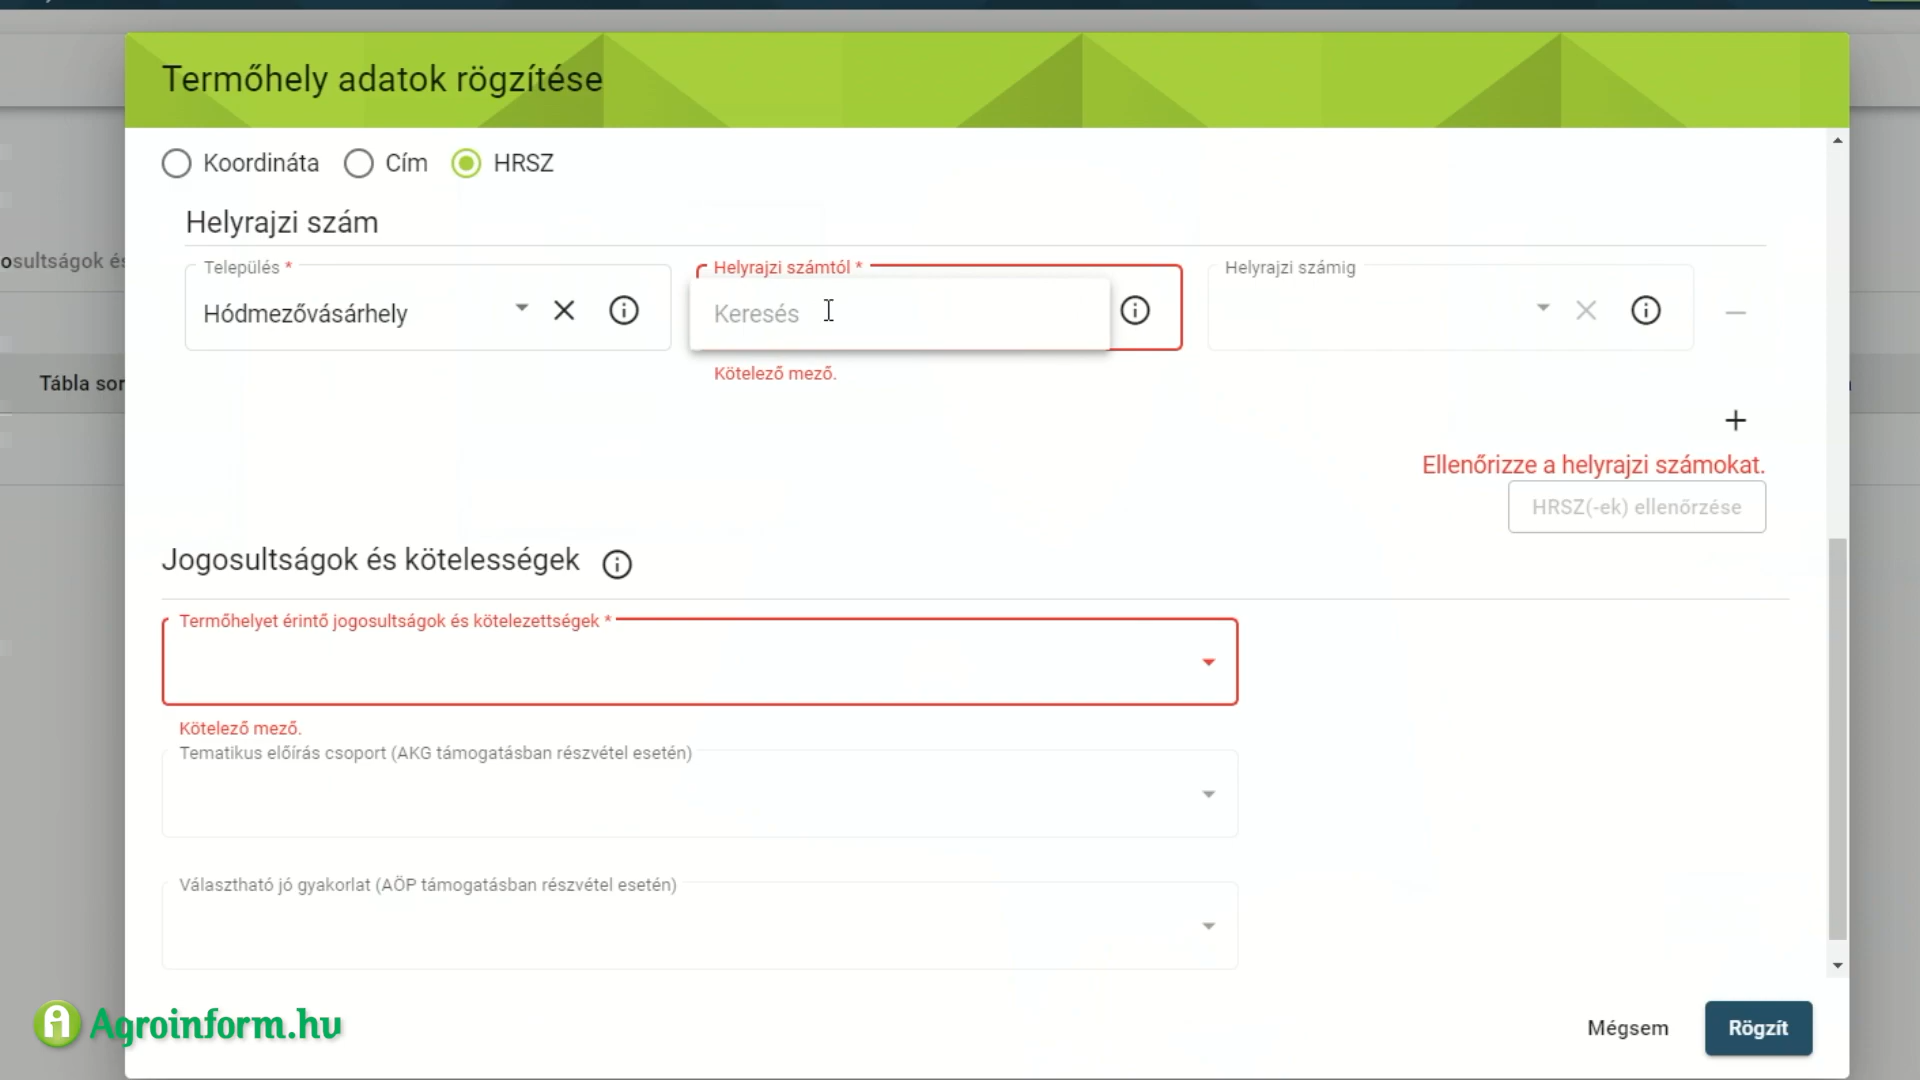 Termőhely adatok rögzítése
Koordináta Cím HRSZ
Helyrajzi szám
osultságok és
Település * Helyrajzi számtól * Helyrajzi számig
Hódmezővásárhely Keresés
Kötelező mező.
Tábla sor
Ellenőrizze a helyrajzi számokat.
HRSZ(-ek) ellenőrzése
Jogosultságok és kötelességek
Termőhelyet érintő jogosultságok és kötelezettségek *
Kötelező mező.
Tematikus előírás csoport (AKG támogatásban részvétel esetén)
Választható jó gyakorlat (AÖP támogatásban részvétel esetén)
Agroinform.hu
Mégsem Rögzít